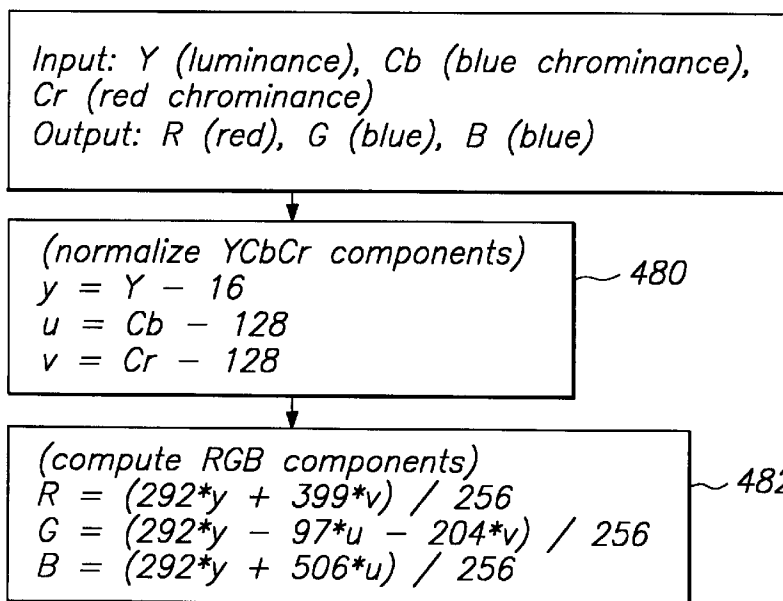 Input: Y (luminance), Cb (blue chrominance),
Cr (red chrominance)
Output: R (red), G (blue), B (blue)
(normalize YCbCr components)
y = Y - 16
u = Cb - 128
v = Cr - 128
480
(compute RGB components)
R = (292*y + 399*v) / 256
G = (292*y - 97*u - 204*v) / 256
B = (292*y + 506*u) / 256
482